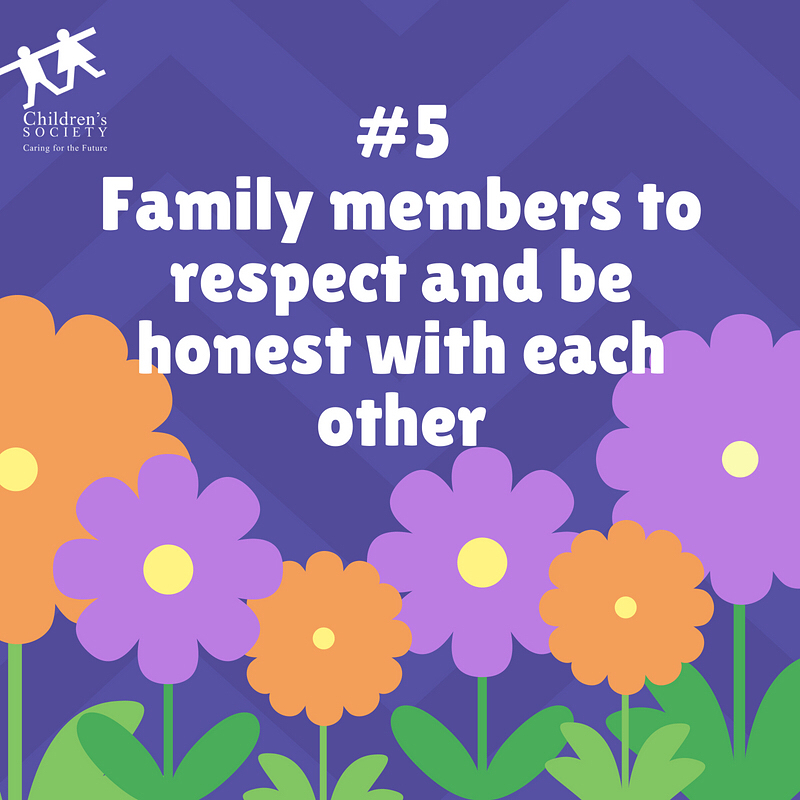 Children's
SOCIETY
Caring for the Future
#5
Family members to
respect and be
honest with each
other